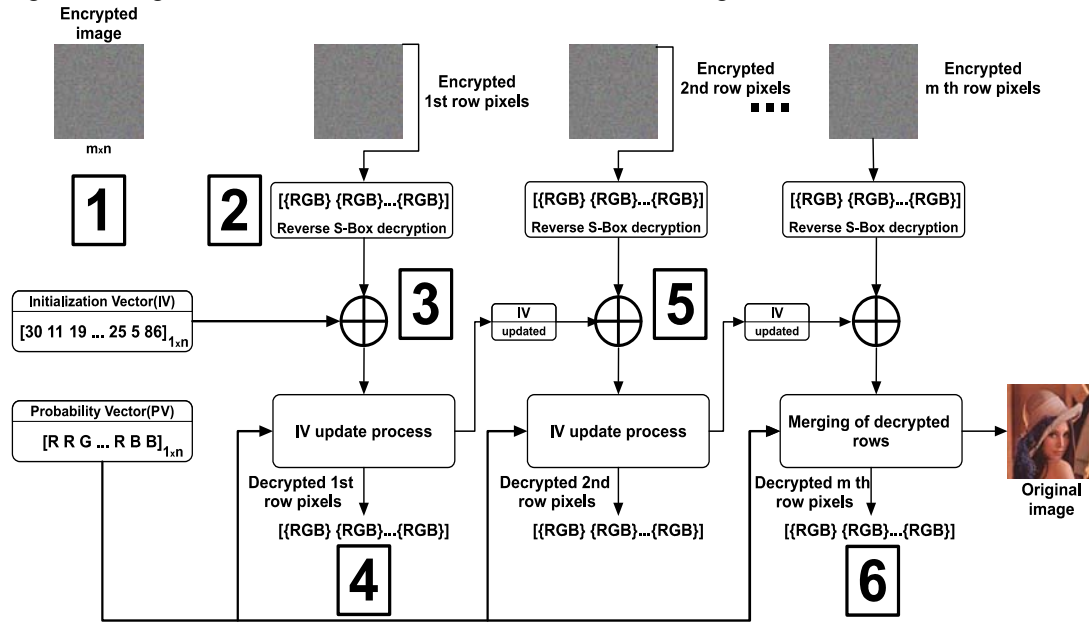 Encrypted
image
mxn
Encrypted
1st row pixels
Encrypted
2nd row pixels
Encrypted
m th row pixels
1
2
[{RGB} {RGB}...{RGB}]
Reverse S-Box decryption
[{RGB} {RGB}...{RGB}]
Reverse S-Box decryption
[{RGB} {RGB}...{RGB}]
Reverse S-Box decryption
Initialization Vector(IV)
[30 11 19 ... 25 5 86]1xn
3
IV
updated
5
IV
updated
Probability Vector(PV)
[R R G ... R B B]1xn
IV update process
IV update process
Merging of decrypted
rows
Decrypted 1st
row pixels
Decrypted 2nd
row pixels
Decrypted m th
row pixels
Original
image
[{RGB} {RGB}...{RGB}]
[{RGB} {RGB}...{RGB}]
[{RGB} {RGB}...{RGB}]
4
6